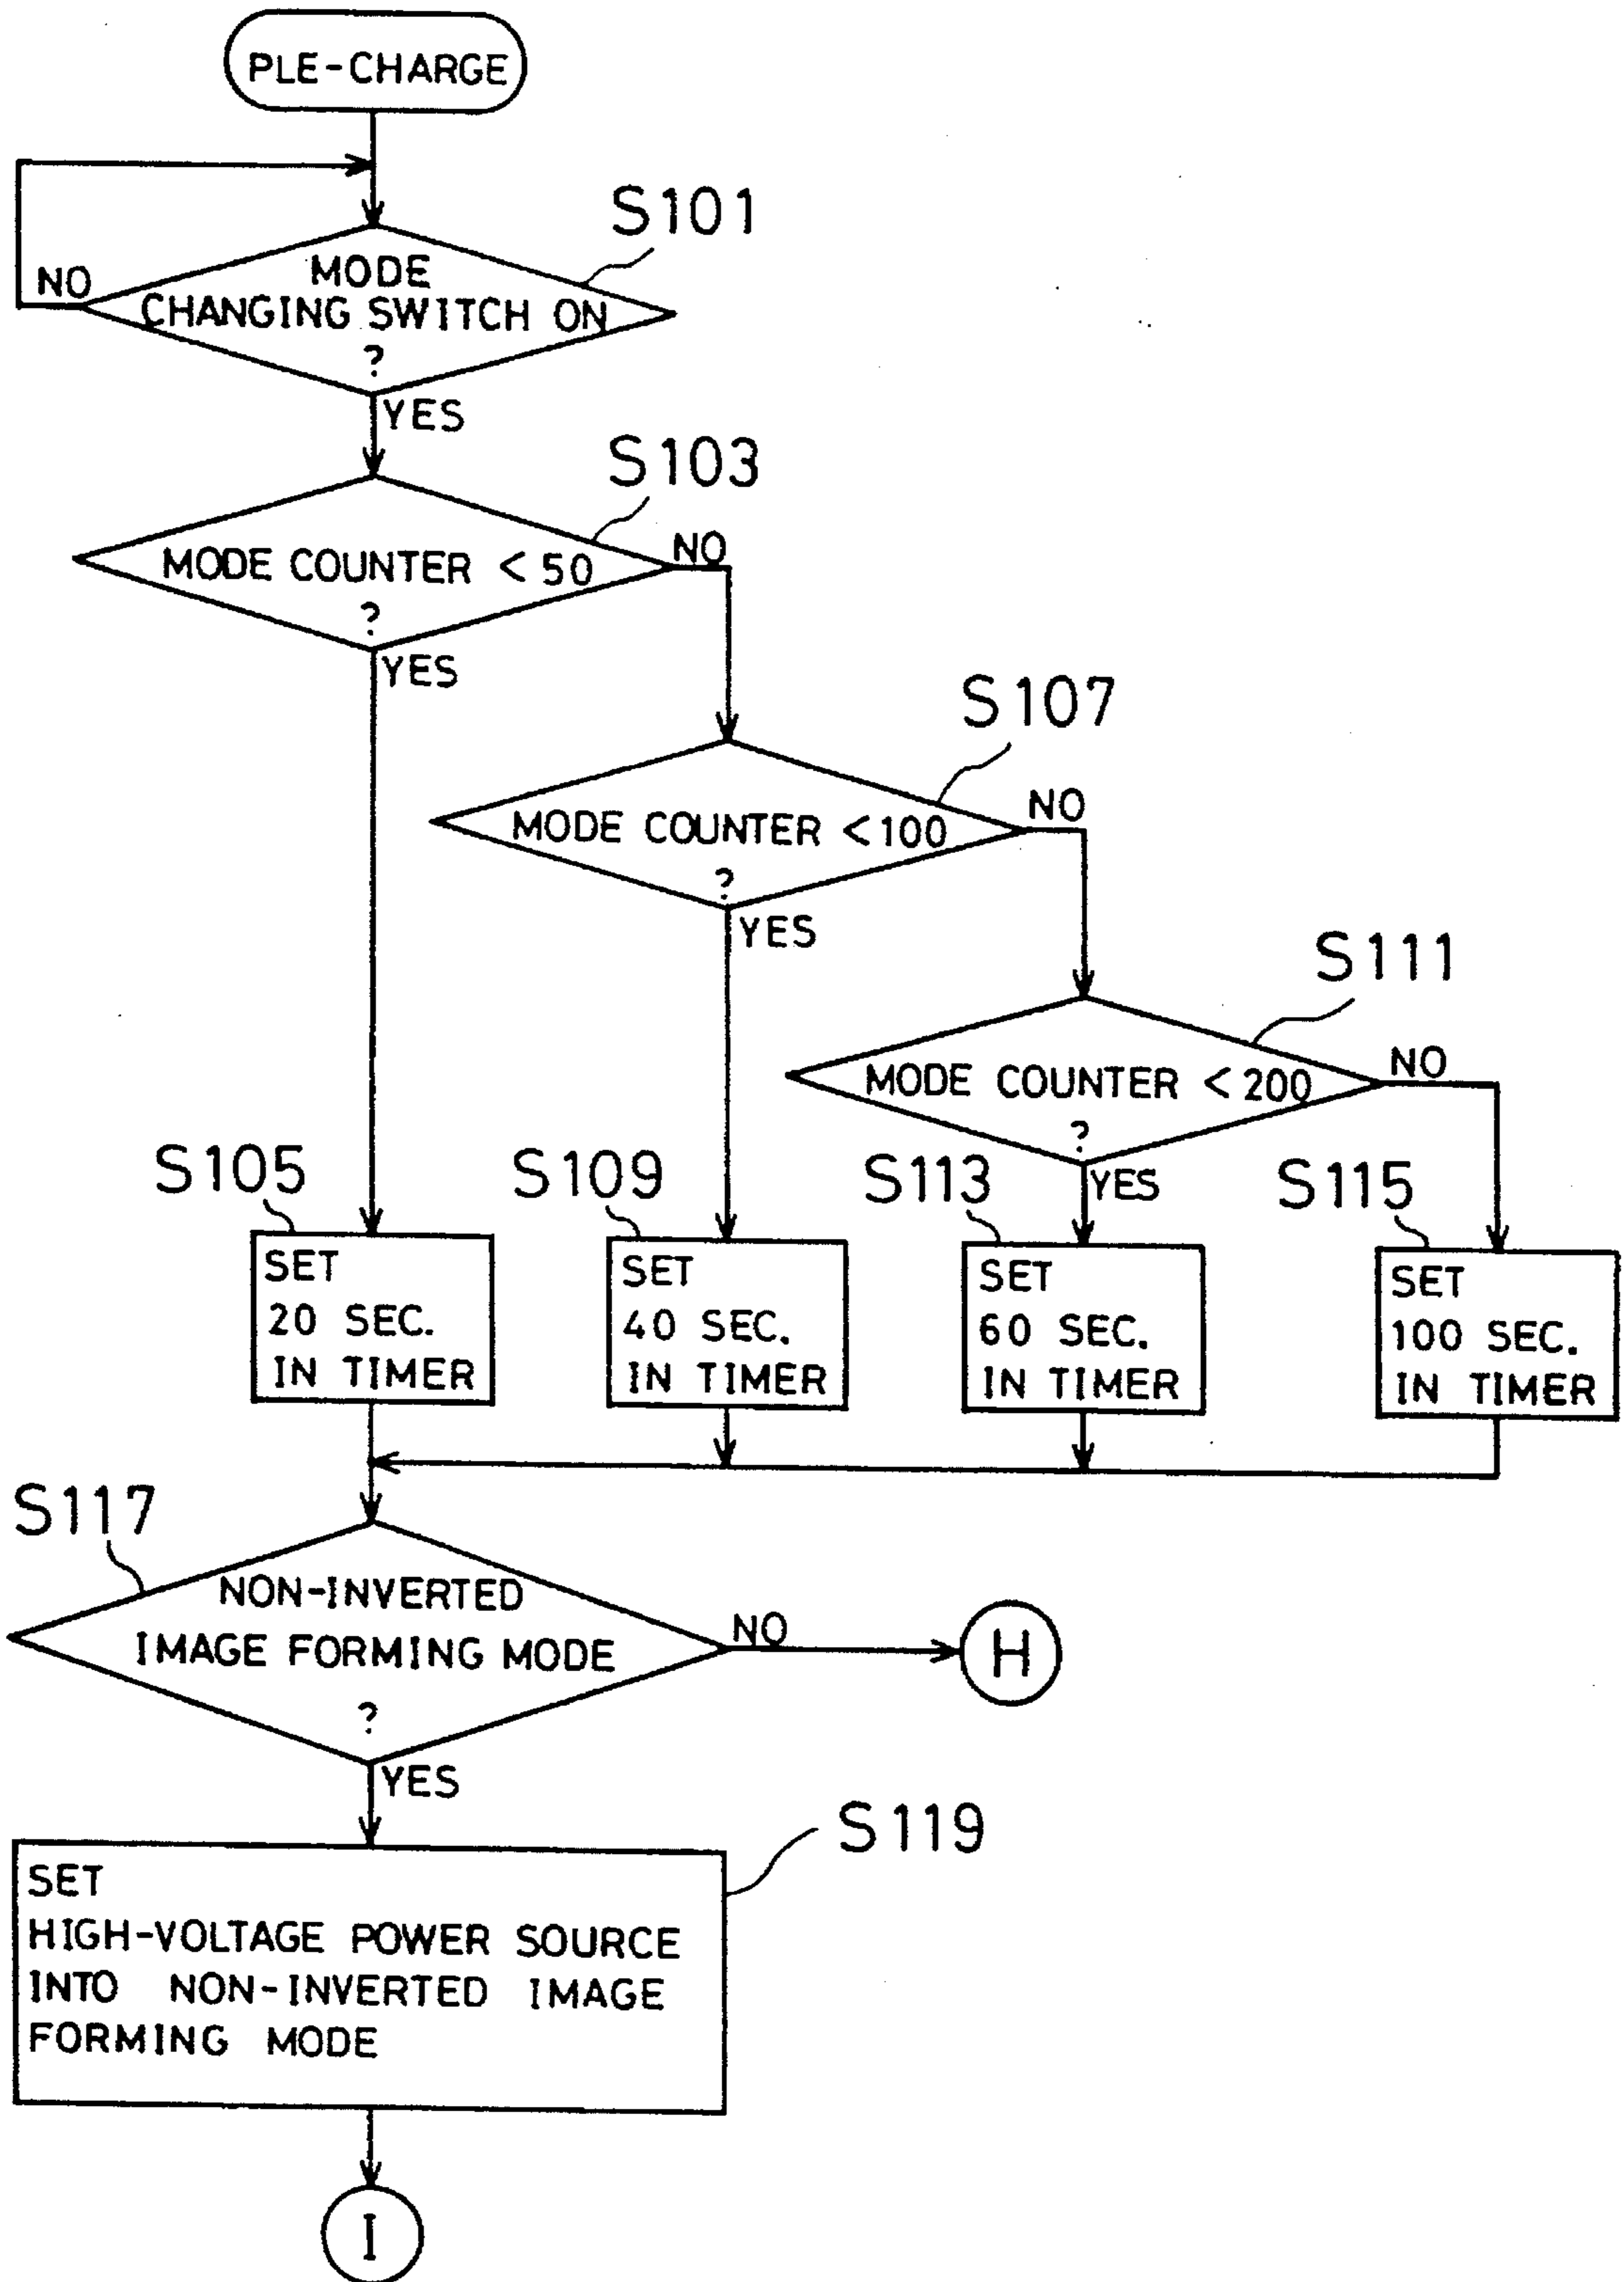 PLE-CHARGE
S101
NO
MODE
CHANGING SWITCH ON
?
YES
S103
MODE COUNTER < 50
?
NO
YES
S107
MODE COUNTER < 100
?
NO
YES
S111
MODE COUNTER < 200
?
NO
YES
S105
SET
20 SEC.
IN TIMER
S109
SET
40 SEC.
IN TIMER
S113
SET
60 SEC.
IN TIMER
S115
SET
100 SEC.
IN TIMER
S117
NON-INVERTED
IMAGE FORMING MODE
?
NO
H
YES
S119
SET
HIGH-VOLTAGE POWER SOURCE
INTO NON-INVERTED IMAGE
FORMING MODE
I